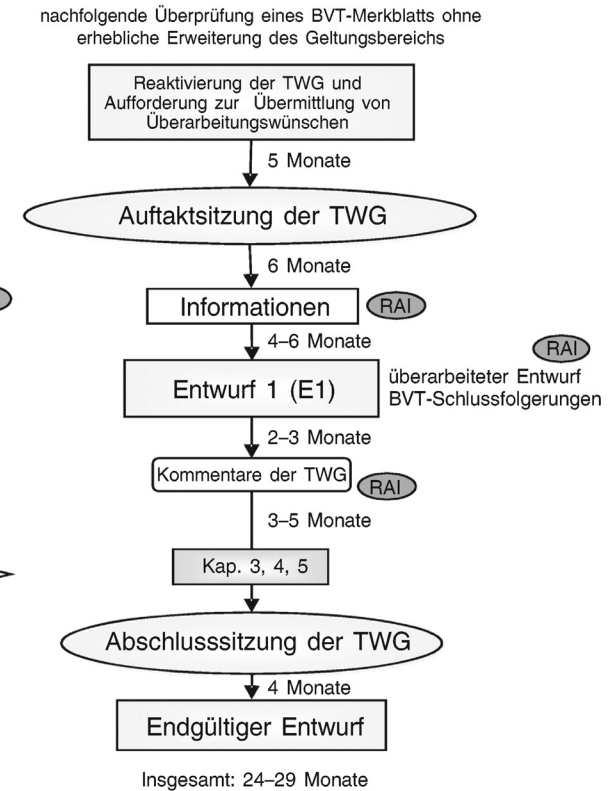 nachfolgende Überprüfung eines BVT-Merkblatts ohne
erhebliche Erweiterung des Geltungsbereichs
Reaktivierung der TWG und
Aufforderung zur Übermittlung von
Überarbeitungswünschen
5 Monate
Auftaktsitzung der TWG
6 Monate
Informationen
RAI
4–6 Monate
RAI
Entwurf 1 (E1)
überarbeiteter Entwurf
BVT-Schlussfolgerungen
2–3 Monate
Kommentare der TWG
RAI
3–5 Monate
Kap. 3, 4, 5
Abschlusssitzung der TWG
4 Monate
Endgültiger Entwurf
Insgesamt: 24–29 Monate